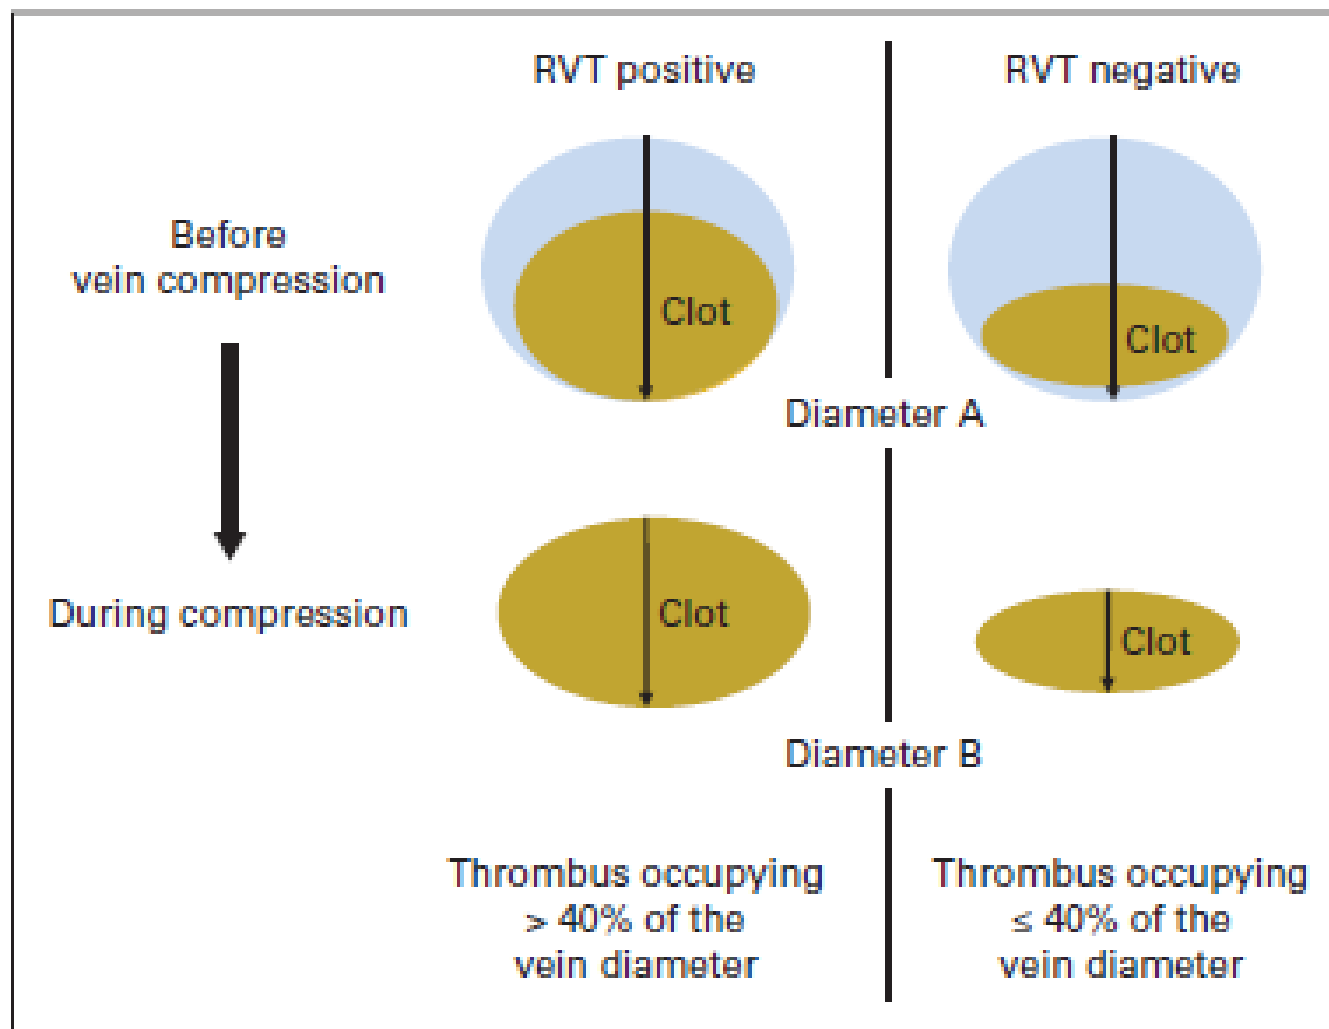 RVT positive
RVT negative
Before
vein compression
Clot
Clot
Diameter A
During compression
Clot
Clot
Diameter B
Thrombus occupying
> 40% of the
vein diameter
Thrombus occupying
≤ 40% of the
vein diameter